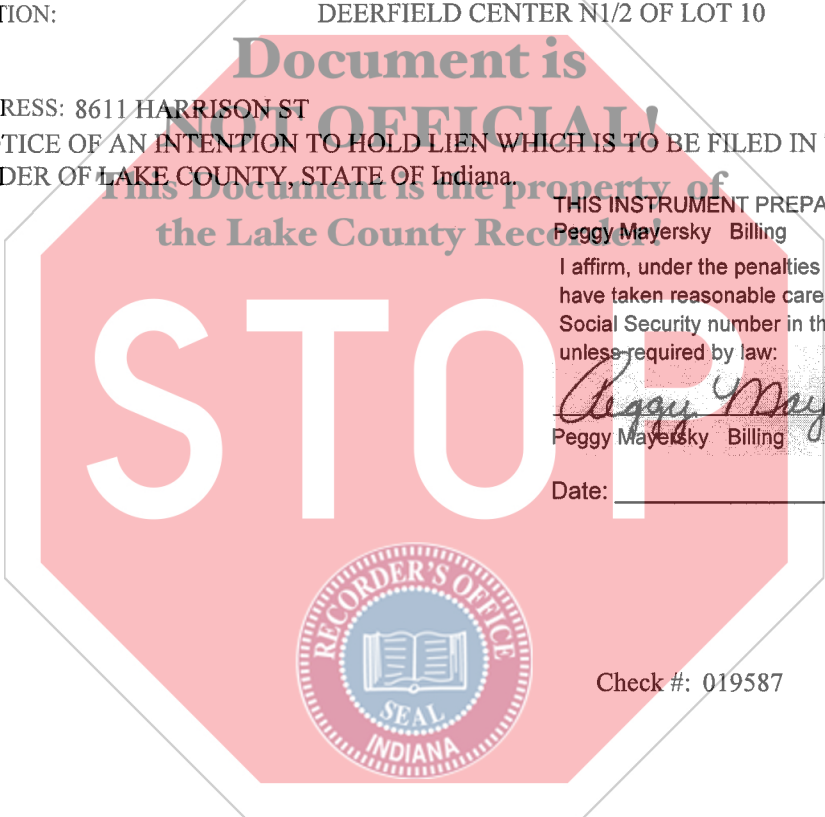 TION: DEERFIELD CENTER N1/2 OF LOT 10
Document is
RESS: 8611 HARRISON ST
NOT OFFICIAL!
TICE OF AN INTENTION TO HOLD LIEN WHICH IS TO BE FILED IN
DER OF LAKE COUNTY, STATE OF Indiana.
This Document is the property of
the Lake County Recorder!
THIS INSTRUMENT PREPA
Peggy Mayersky Billing
I affirm, under the penalties
have taken reasonable care
Social Security number in th
unless required by law:
Peggy May
Peggy Mayersky Billing
Date:
STOP
RECORDER'S OFFICE
SEAL
INDIANA
Check #: 019587